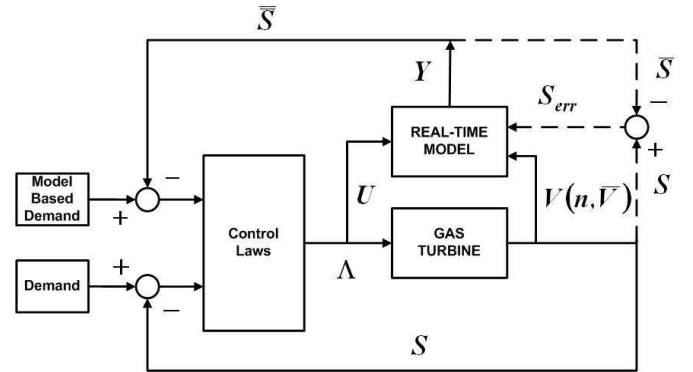 S̅
Y
S̅
−
S_err
+
REAL-TIME
MODEL
S
Model
Based
Demand
+
−
Control
Laws
U
V(n, V̅)
GAS
TURBINE
Demand
+
−
Λ
S